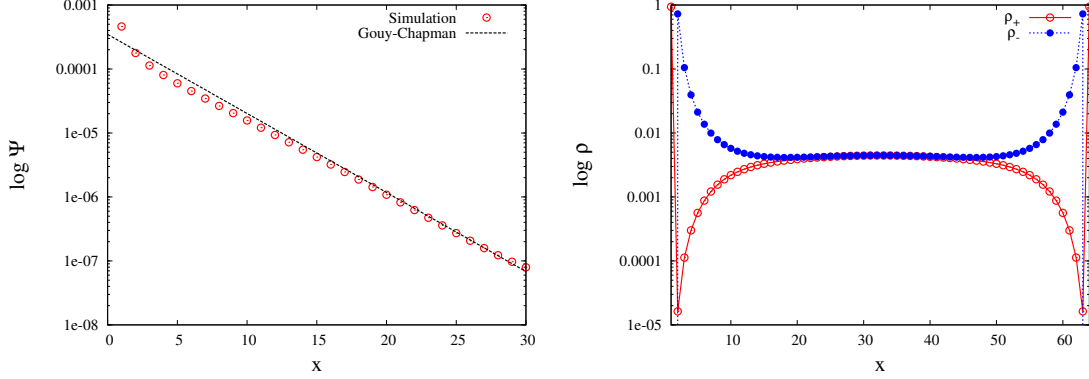 0.001
0.0001
1e-05
1e-06
1e-07
1e-08
0
5
10
15
20
25
30
log Ψ
x
Simulation
Gouy-Chapman
1
0.1
0.01
0.001
0.0001
1e-05
10
20
30
40
50
60
log ρ
x
ρ+
ρ-